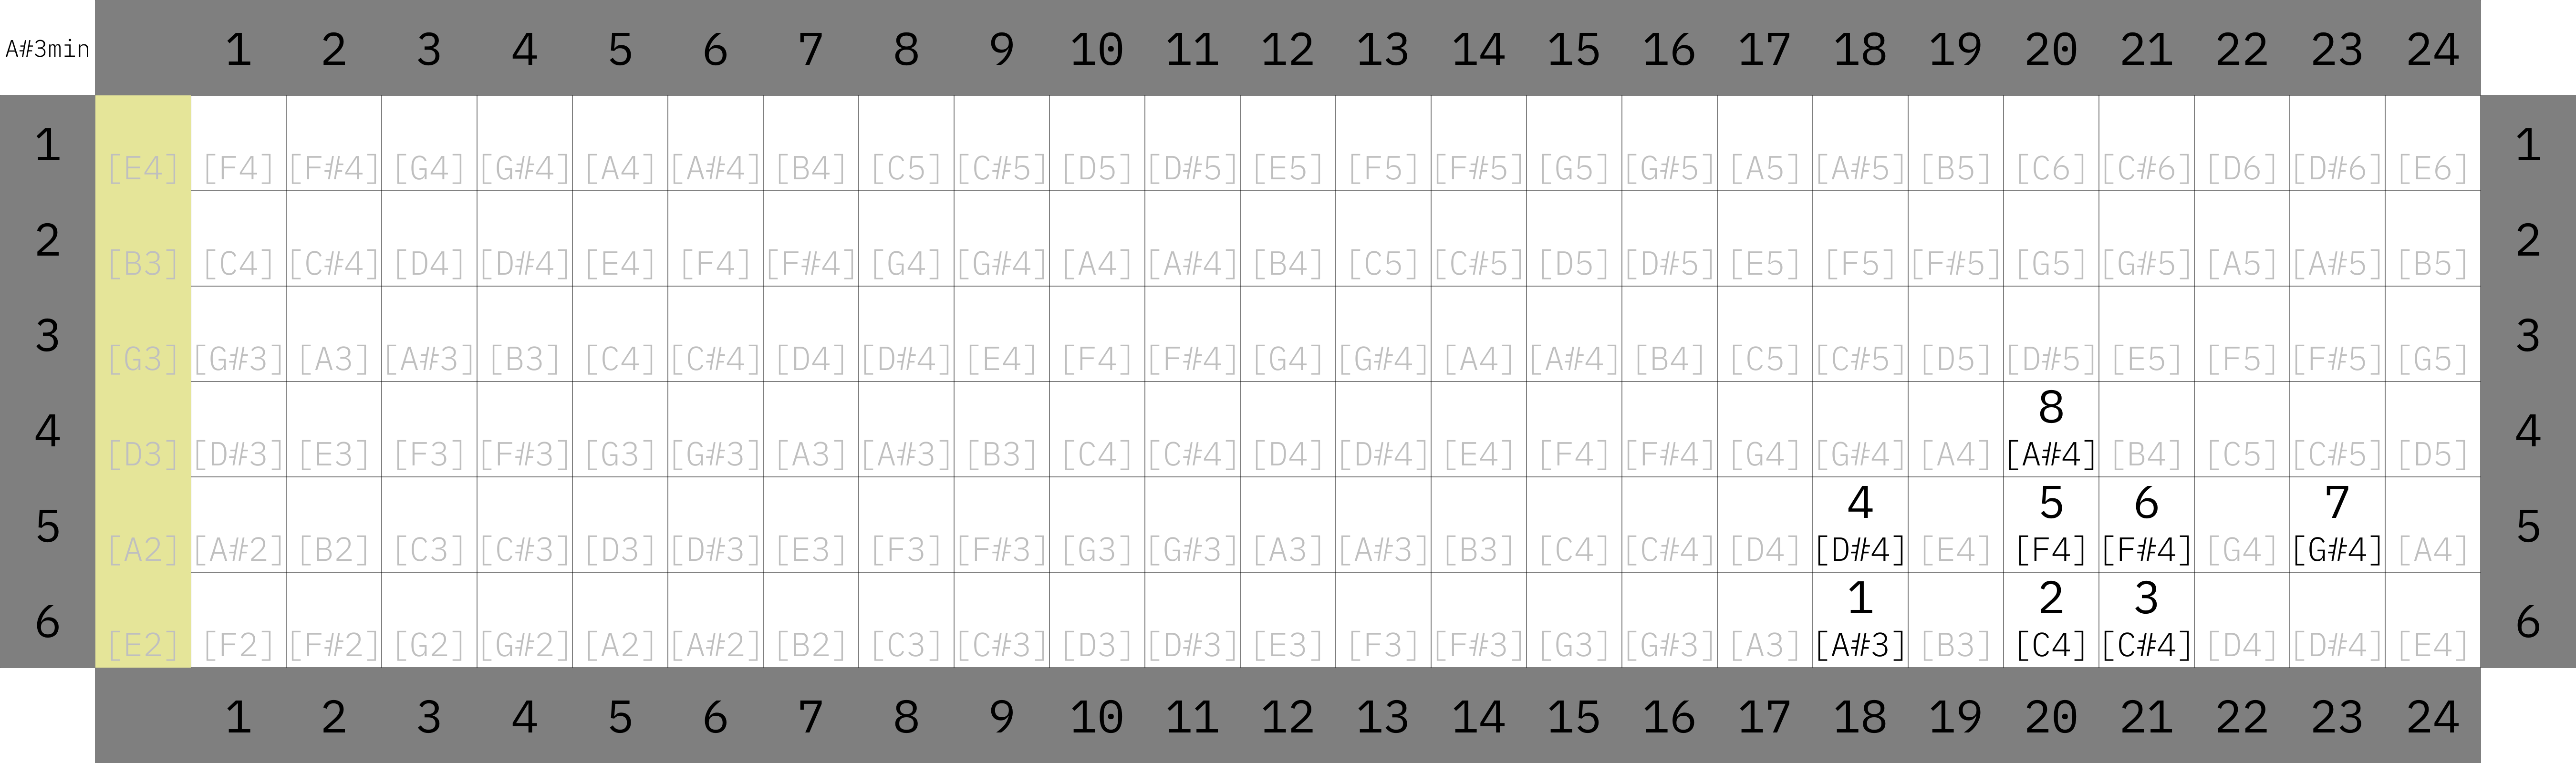 A#3min 1 2 3 4 5 6 7 8 9 10 11 12 13 14 15 16 17 18 19 20 21 22 23 24
1 [E4] [F4] [F#4] [G4] [G#4] [A4] [A#4] [B4] [C5] [C#5] [D5] [D#5] [E5] [F5] [F#5] [G5] [G#5] [A5] [A#5] [B5] [C6] [C#6] [D6] [D#6] [E6] 1
2 [B3] [C4] [C#4] [D4] [D#4] [E4] [F4] [F#4] [G4] [G#4] [A4] [A#4] [B4] [C5] [C#5] [D5] [D#5] [E5] [F5] [F#5] [G5] [G#5] [A5] [A#5] [B5] 2
3 [G3] [G#3] [A3] [A#3] [B3] [C4] [C#4] [D4] [D#4] [E4] [F4] [F#4] [G4] [G#4] [A4] [A#4] [B4] [C5] [C#5] [D5] [D#5] [E5] [F5] [F#5] [G5] 3
8
4 [D3] [D#3] [E3] [F3] [F#3] [G3] [G#3] [A3] [A#3] [B3] [C4] [C#4] [D4] [D#4] [E4] [F4] [F#4] [G4] [G#4] [A4] [A#4] [B4] [C5] [C#5] [D5] 4
4 5 6 7
5 [A2] [A#2] [B2] [C3] [C#3] [D3] [D#3] [E3] [F3] [F#3] [G3] [G#3] [A3] [A#3] [B3] [C4] [C#4] [D4] [D#4] [E4] [F4] [F#4] [G4] [G#4] [A4] 5
1 2 3
6 [E2] [F2] [F#2] [G2] [G#2] [A2] [A#2] [B2] [C3] [C#3] [D3] [D#3] [E3] [F3] [F#3] [G3] [G#3] [A3] [A#3] [B3] [C4] [C#4] [D4] [D#4] [E4] 6
1 2 3 4 5 6 7 8 9 10 11 12 13 14 15 16 17 18 19 20 21 22 23 24